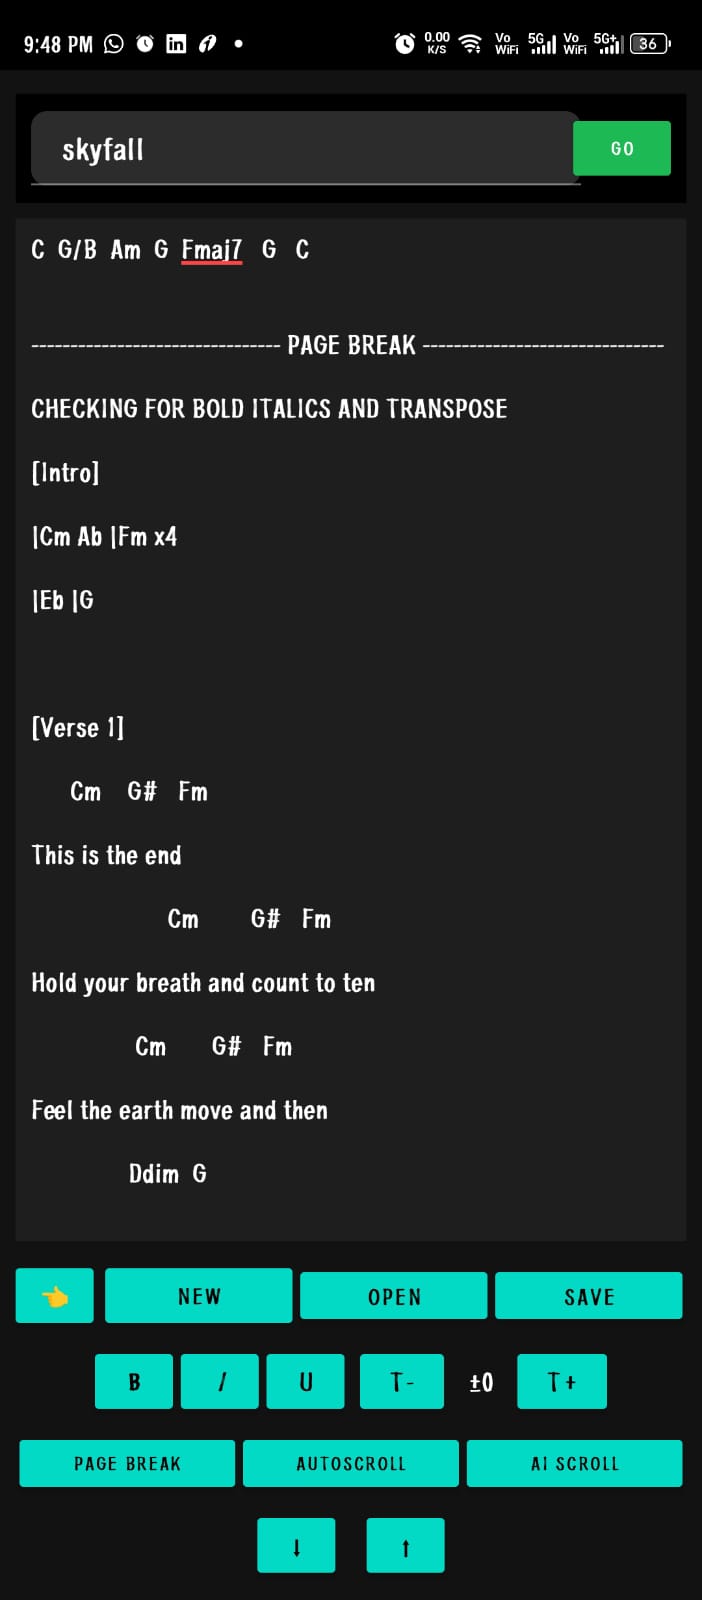 9:48 PM in 0.00 K/S Vo WiFi 5G Vo WiFi 5G+ 36
skyfall GO
C G/B Am G Fmaj7 G C
------------------------------- PAGE BREAK ------------------------------
CHECKING FOR BOLD ITALICS AND TRANSPOSE
[Intro]
|Cm Ab |Fm x4
|Eb |G
[Verse 1]
Cm G# Fm
This is the end
Cm G# Fm
Hold your breath and count to ten
Cm G# Fm
Feel the earth move and then
Ddim G
NEW OPEN SAVE
B I U T- ±0 T+
PAGE BREAK AUTOSCROLL AI SCROLL
↓ ↑